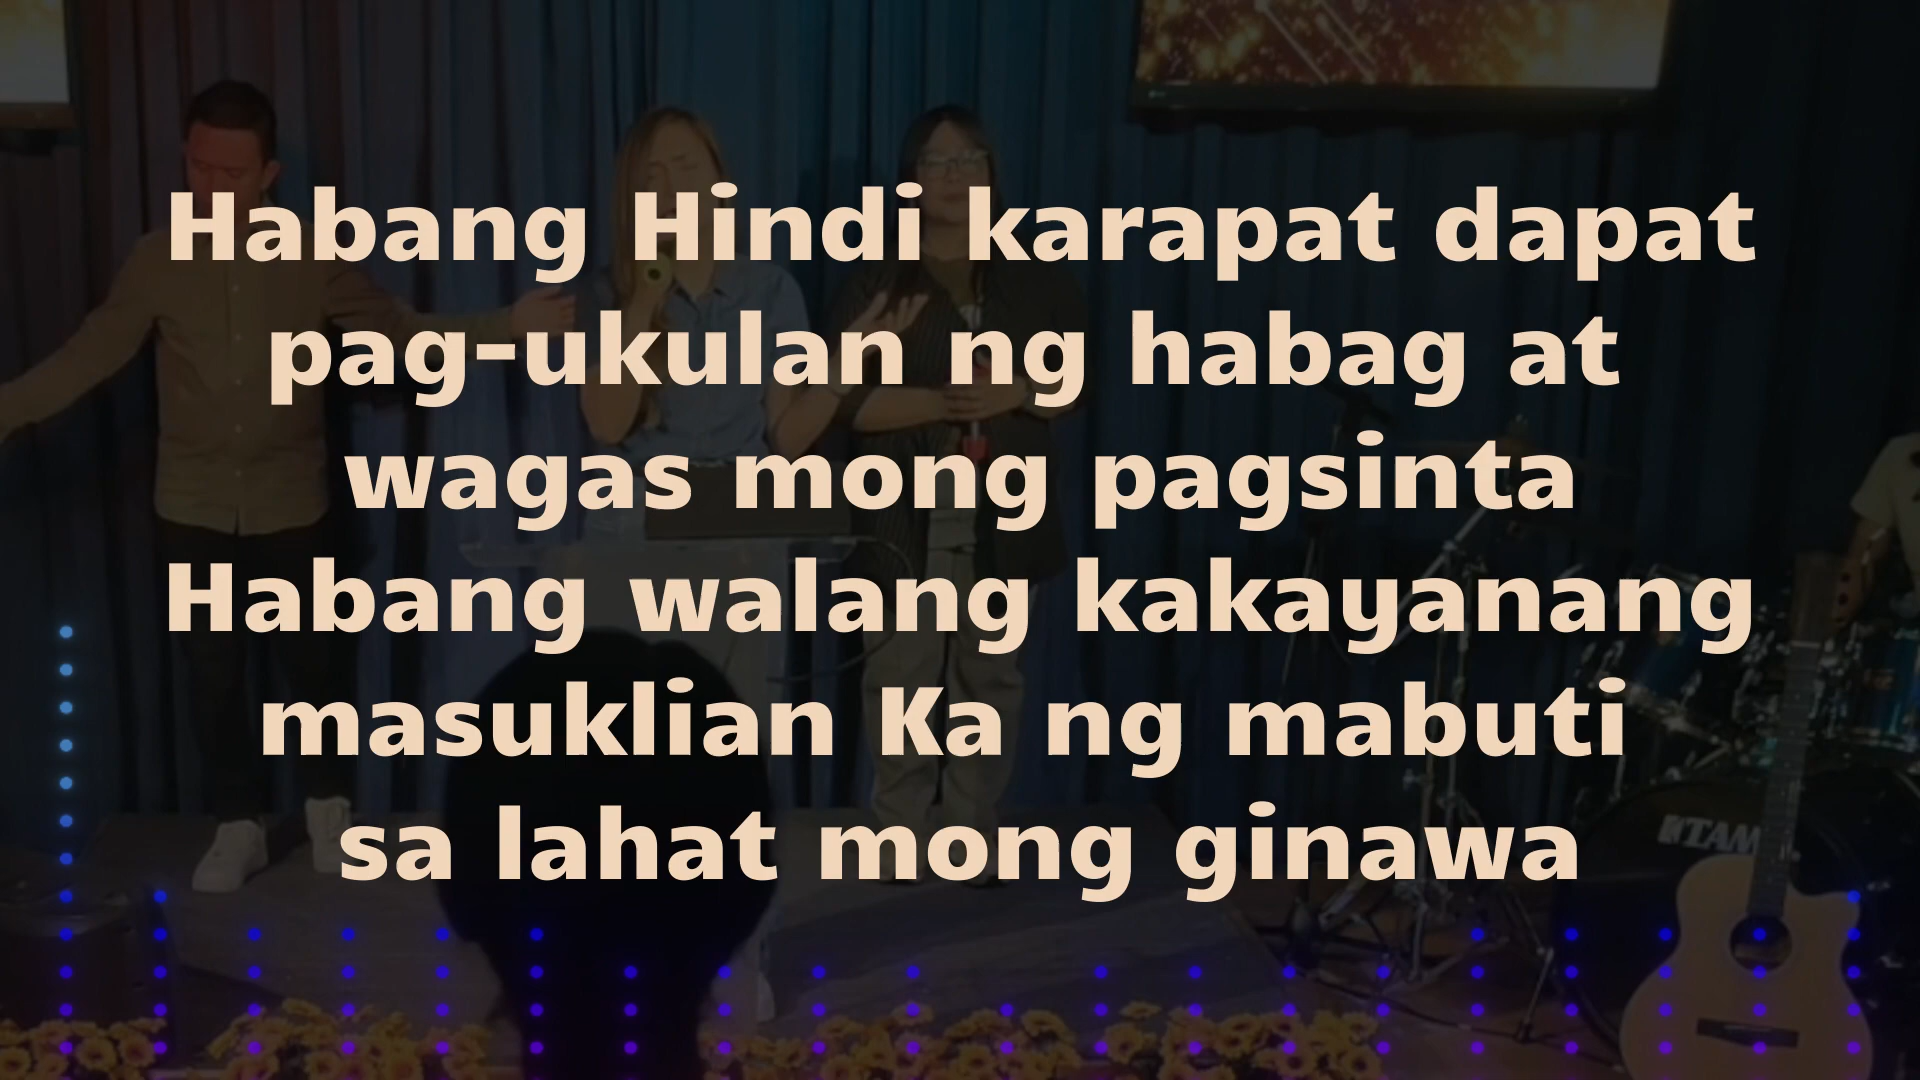 Habang Hindi karapat dapat
pag-ukulan ng habag at
wagas mong pagsinta
Habang walang kakayanang
masuklian Ka ng mabuti
sa lahat mong ginawa
TAM